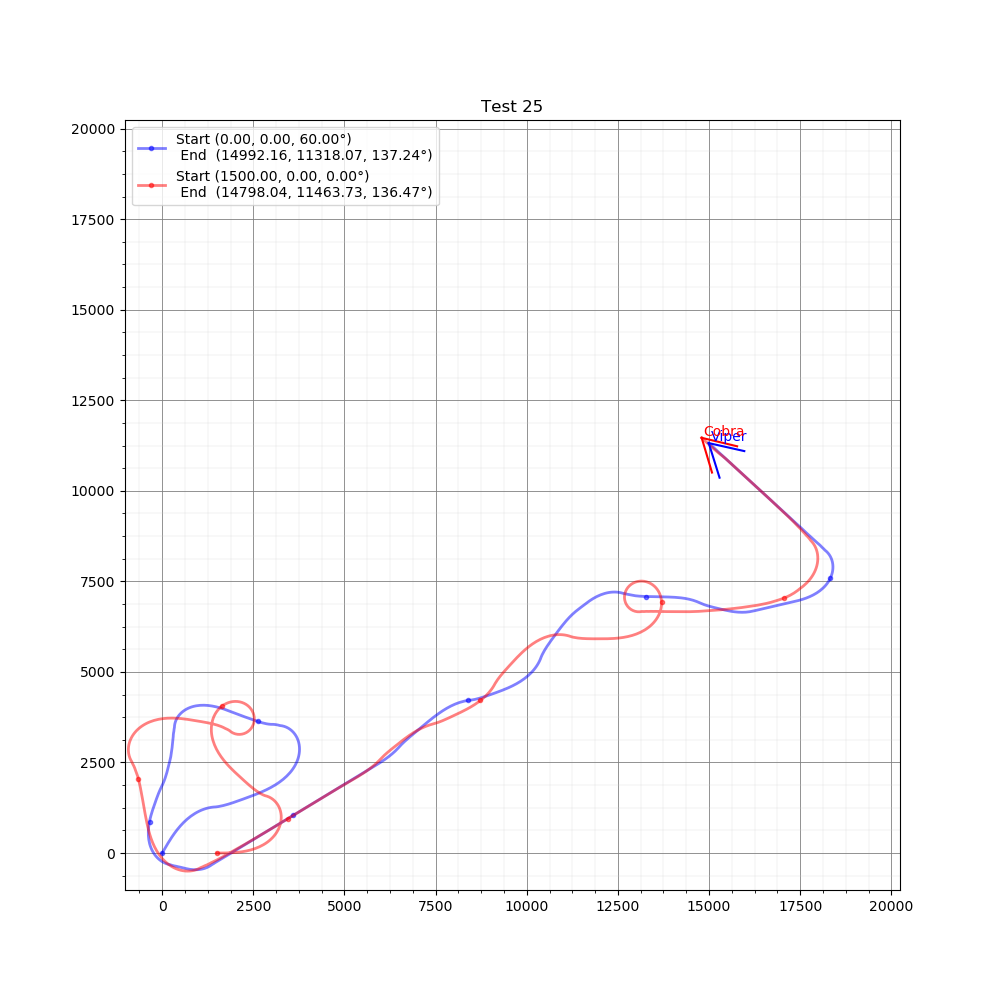 Test 25
Start (0.00, 0.00, 60.00°)
End (14992.16, 11318.07, 137.24°)
Start (1500.00, 0.00, 0.00°)
End (14798.04, 11463.73, 136.47°)
20000
17500
15000
12500
10000
7500
5000
2500
0
Cobra
Viper
0 2500 5000 7500 10000 12500 15000 17500 20000